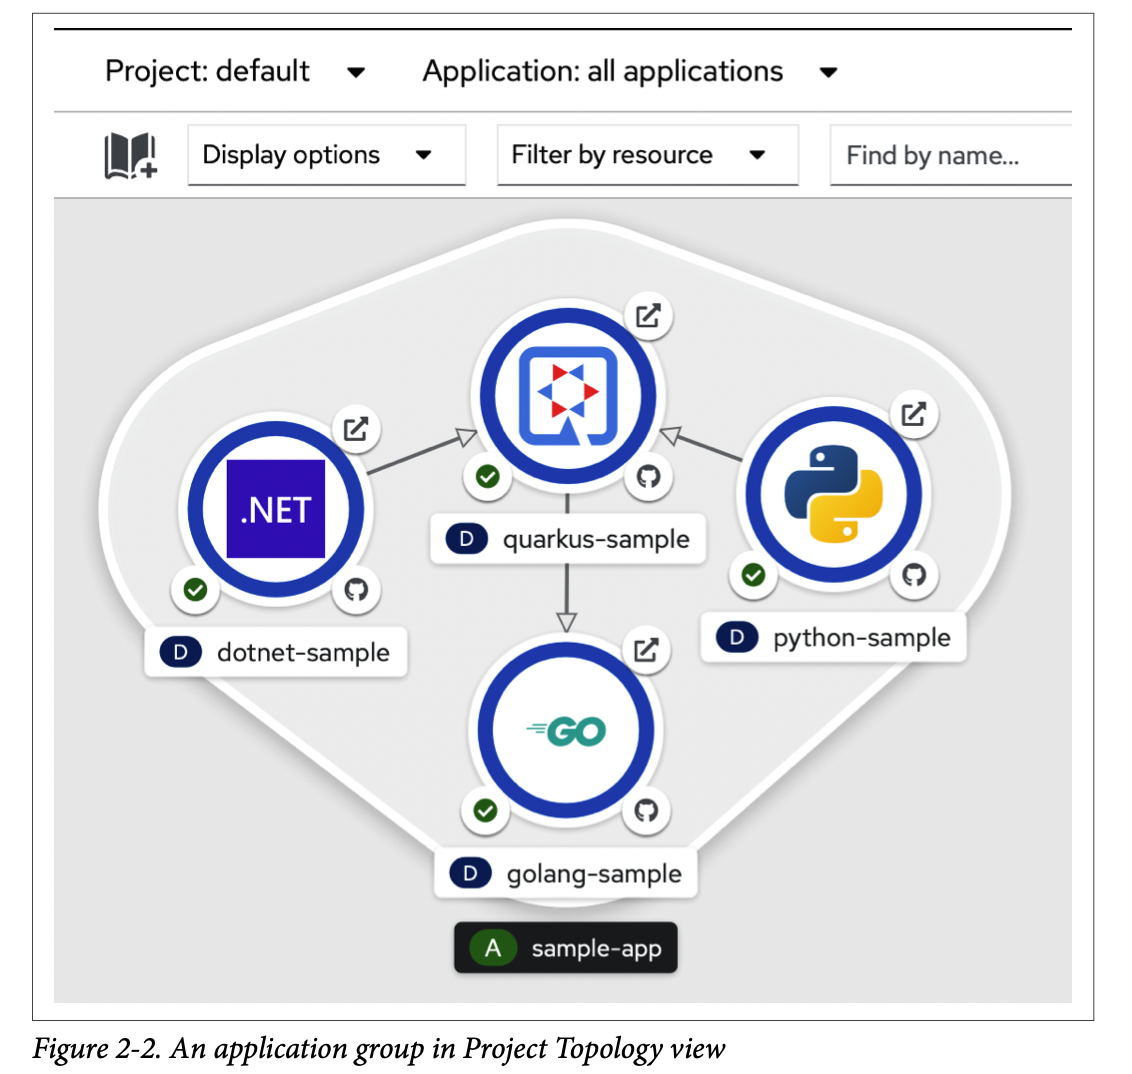 Project: default Application: all applications
Display options Filter by resource Find by name...
D quarkus-sample
.NET
D dotnet-sample
D python-sample
GO
D golang-sample
A sample-app
Figure 2-2. An application group in Project Topology view